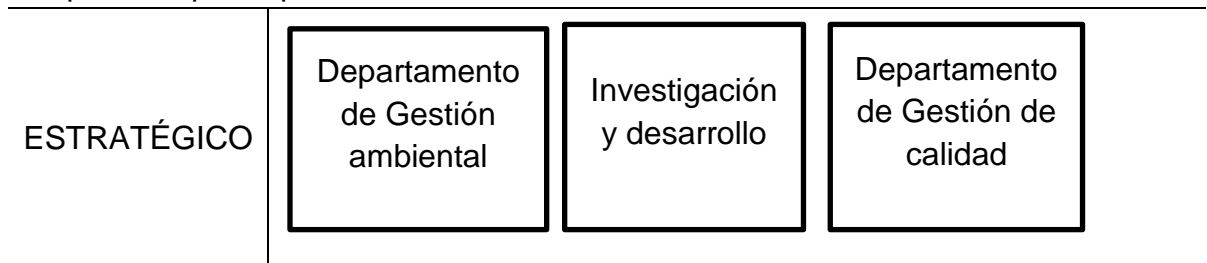 ESTRATÉGICO
Departamento
de Gestión
ambiental
Investigación
y desarrollo
Departamento
de Gestión de
calidad